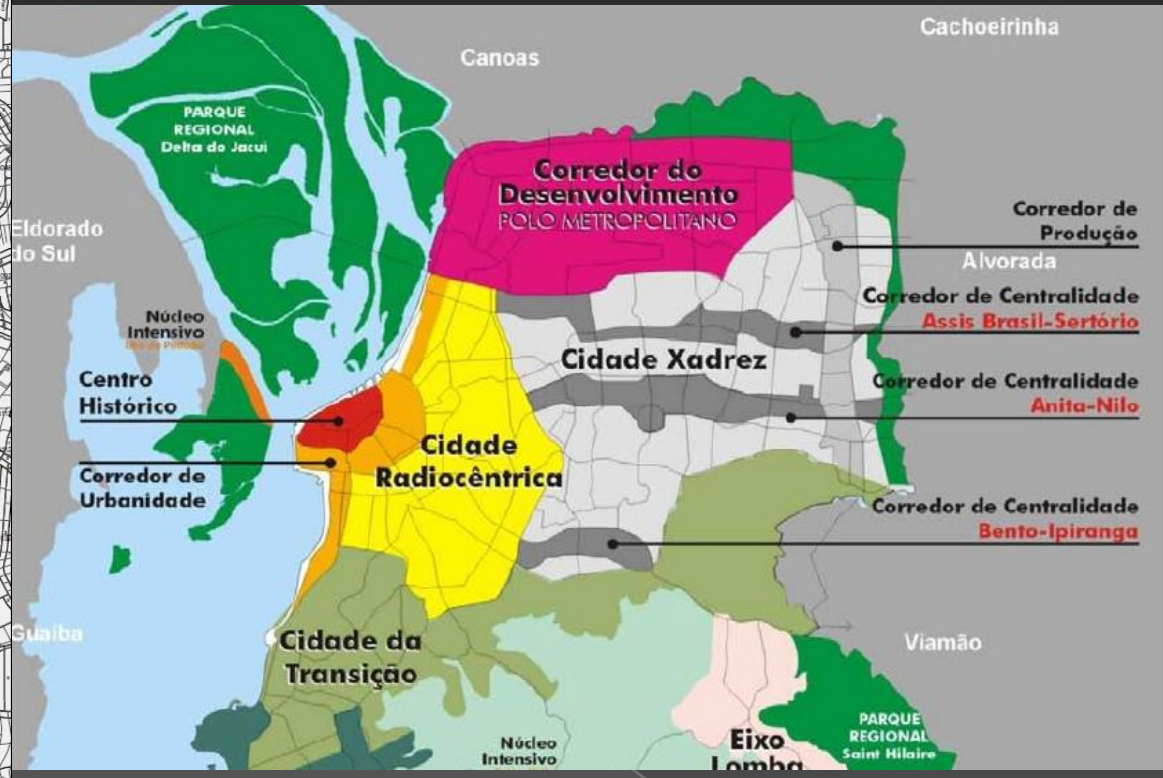 Cachoeirinha
Canoas
PARQUE
REGIONAL
Delta do Jacuí
Corredor do
Desenvolvimento
POLO METROPOLITANO
Corredor de
Produção
Eldorado
do Sul
Alvorada
Núcleo
Intensivo
Corredor de Centralidade
Assis Brasil-Sertório
Cidade Xadrez
Centro
Histórico
Corredor de Centralidade
Anita-Nilo
Cidade
Radiocêntrica
Corredor de
Urbanidade
Corredor de Centralidade
Bento-Ipiranga
Guaiba
Cidade da
Transição
Viamão
PARQUE
REGIONAL
Saint Hilaire
Núcleo
Intensivo
Eixo
Lomba